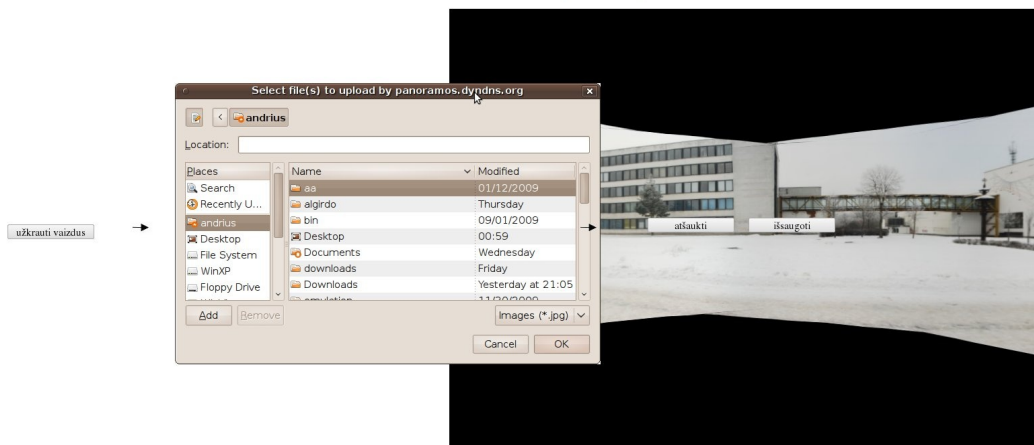 Select file(s) to upload by panoramos.dyndns.org
andrius
Location:
Places
Name Modified
Search
aa 01/12/2009
Recently U...
algirdo Thursday
andrius
bin 09/01/2009
Desktop
Desktop 00:59
File System
Documents Wednesday
WinXP
downloads Friday
Floppy Drive
Downloads Yesterday at 21:05
užkrauti vaizdus
atšaukti išsaugoti
Add Remove
Images (*.jpg)
Cancel OK